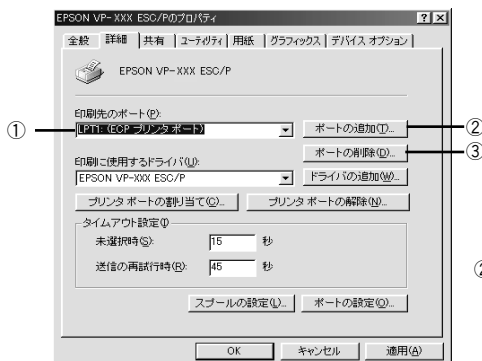 EPSON VP-XXX ESC/Pのプロパティ
全般 詳細 共有 ユーティリティ 用紙 グラフィックス デバイス オプション
EPSON VP-XXX ESC/P
印刷先のポート(P):
① LPT1: (ECP プリンタ ポート) ポートの追加(T)... ②
ポートの削除(D)... ③
印刷に使用するドライバ(U):
EPSON VP-XXX ESC/P ドライバの追加(W)...
プリンタ ポートの割り当て(C)... プリンタ ポートの解除(N)...
タイムアウト設定(I)
未選択時(S): 15 秒
送信の再試行時(R): 45 秒
スプールの設定(L)... ポートの設定(O)...
OK キャンセル 適用(A)